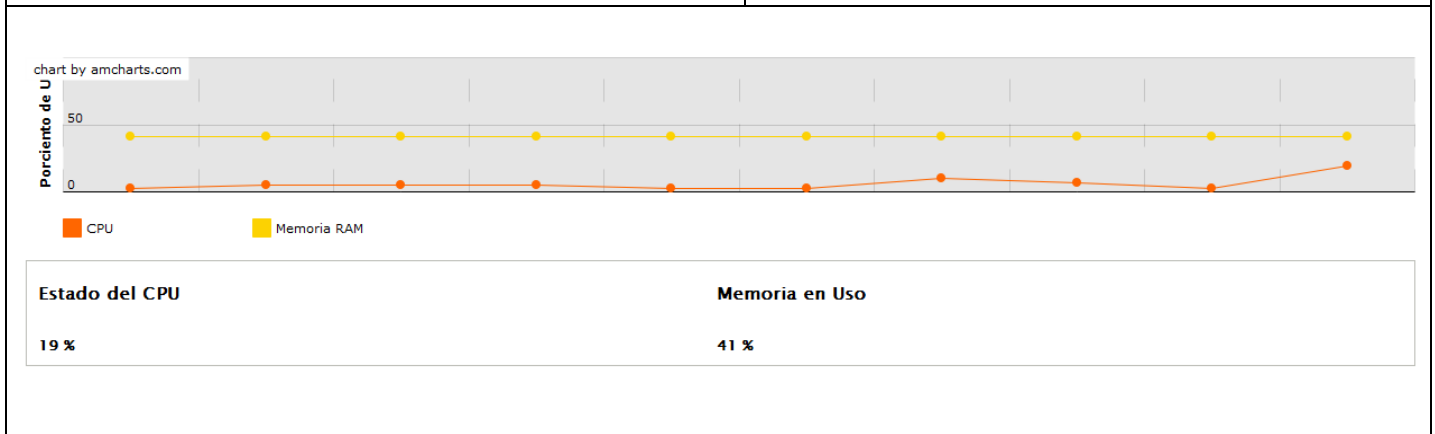 chart by amcharts.com
Porciento de U
50
0
CPU
Memoria RAM
Estado del CPU
Memoria en Uso
19 %
41 %